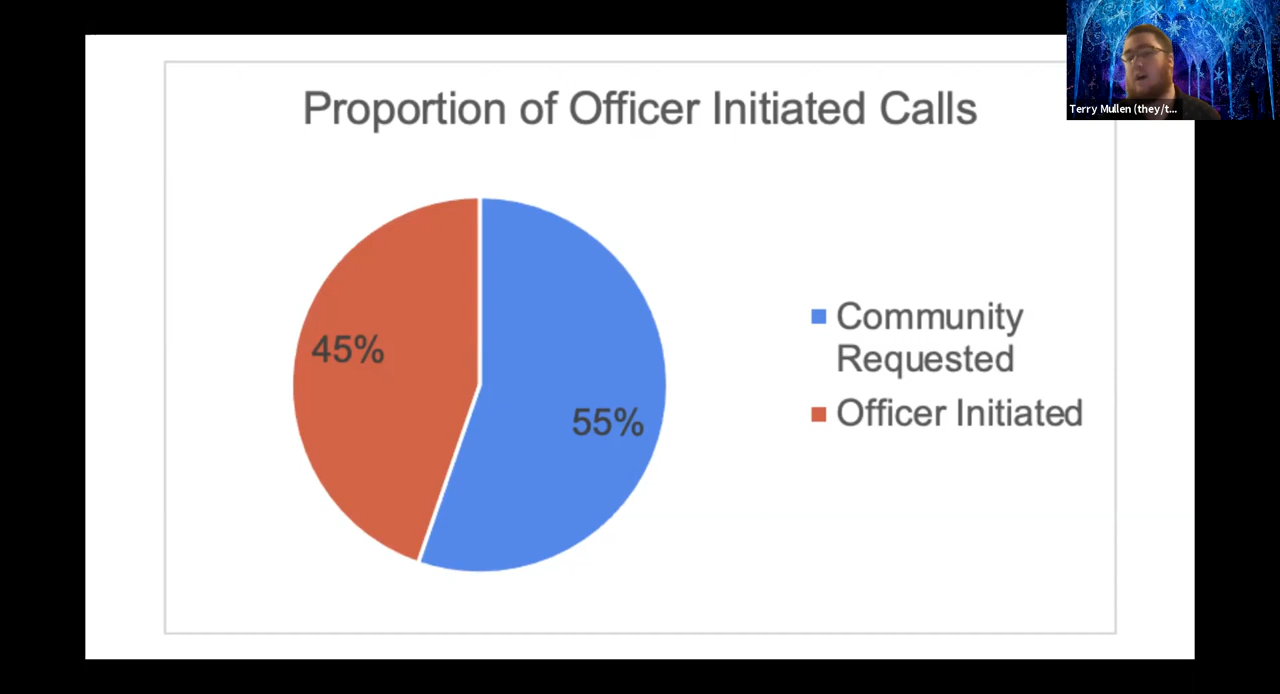 Proportion of Officer Initiated Calls
Terry Mullen (they/t...
45%
55%
Community
Requested
Officer Initiated